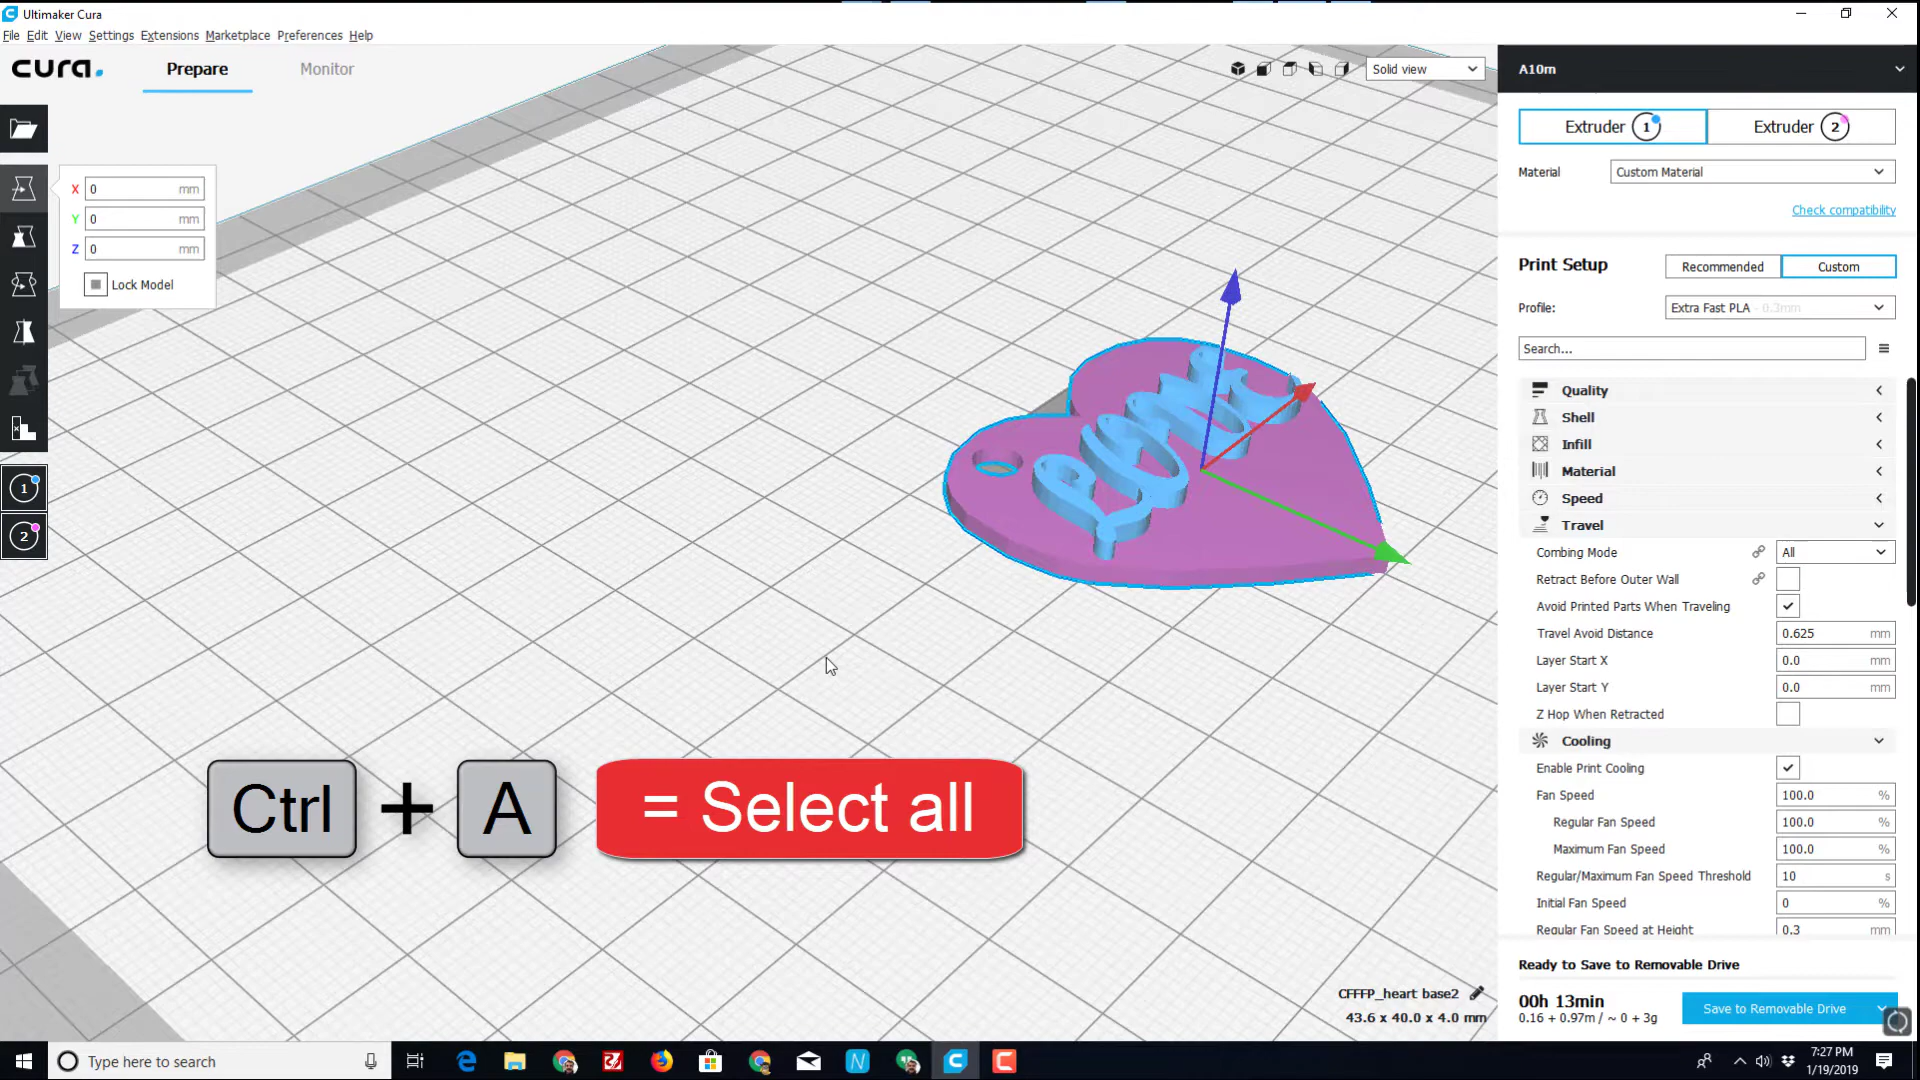 Ultimaker Cura
File Edit View Settings Extensions Marketplace Preferences Help
cura.
Prepare
Monitor
Solid view
X 0 mm
Y 0 mm
Z 0 mm
Lock Model
1
2
Ctrl + A = Select all
CFFFP_heart base2
43.6 x 40.0 x 4.0 mm
A10m
Extruder 1
Extruder 2
Material Custom Material
Check compatibility
Print Setup Recommended Custom
Profile: Extra Fast PLA - 0.3mm
Search...
Quality
Shell
Infill
Material
Speed
Travel
Combing Mode All
Retract Before Outer Wall
Avoid Printed Parts When Traveling
Travel Avoid Distance 0.625 mm
Layer Start X 0.0 mm
Layer Start Y 0.0 mm
Z Hop When Retracted
Cooling
Enable Print Cooling
Fan Speed 100.0 %
Regular Fan Speed 100.0 %
Maximum Fan Speed 100.0 %
Regular/Maximum Fan Speed Threshold 10 s
Initial Fan Speed 0 %
Regular Fan Speed at Height 0.3 mm
Ready to Save to Removable Drive
00h 13min
0.16 + 0.97m / ~ 0 + 3g
Save to Removable Drive
Type here to search
7:27 PM
1/19/2019